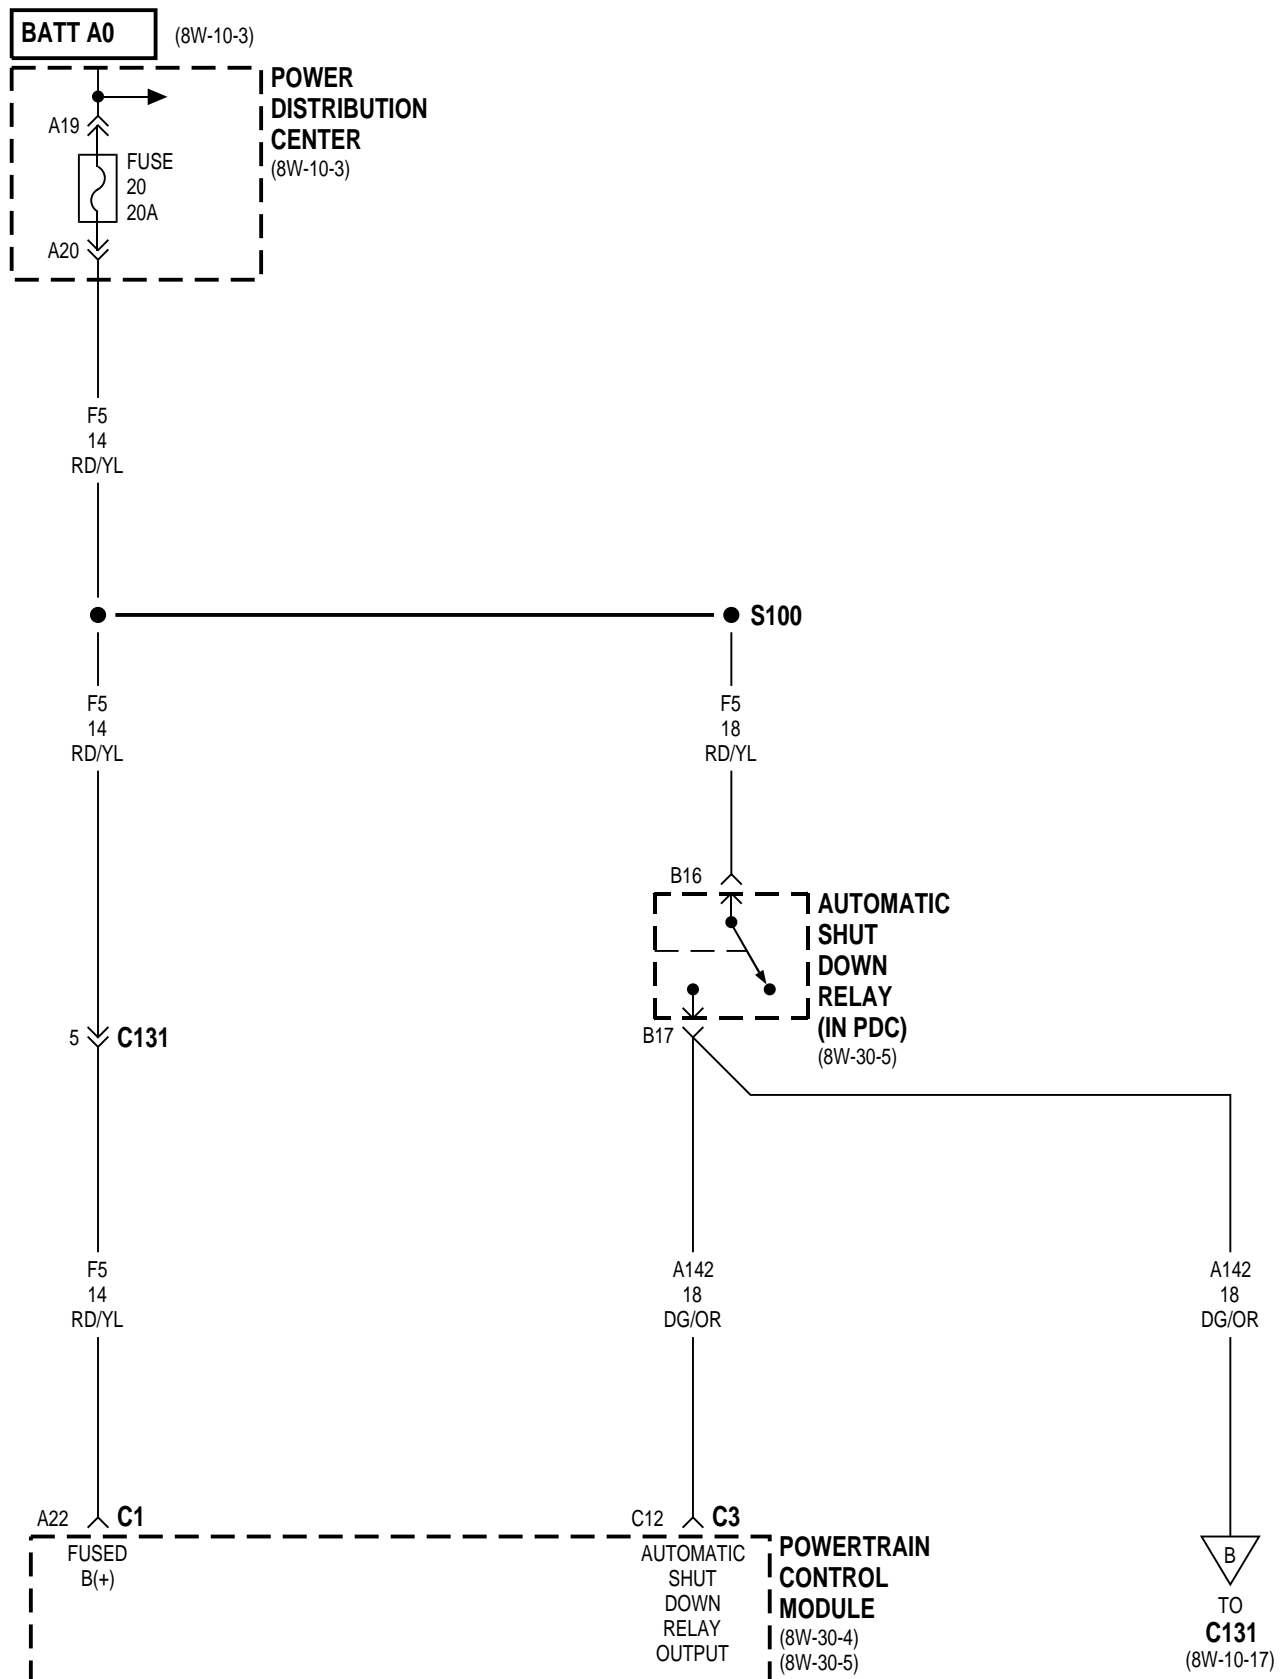 BATT A0
(8W-10-3)
POWER
DISTRIBUTION
CENTER
(8W-10-3)
A19
FUSE
20
20A
A20
F5
14
RD/YL
S100
F5
14
RD/YL
F5
18
RD/YL
B16
AUTOMATIC
SHUT
DOWN
RELAY
(IN PDC)
(8W-30-5)
B17
5
C131
F5
14
RD/YL
A142
18
DG/OR
A142
18
DG/OR
A22
C1
C12
C3
FUSED
B(+)
AUTOMATIC
SHUT
DOWN
RELAY
OUTPUT
POWERTRAIN
CONTROL
MODULE
(8W-30-4)
(8W-30-5)
B
TO
C131
(8W-10-17)